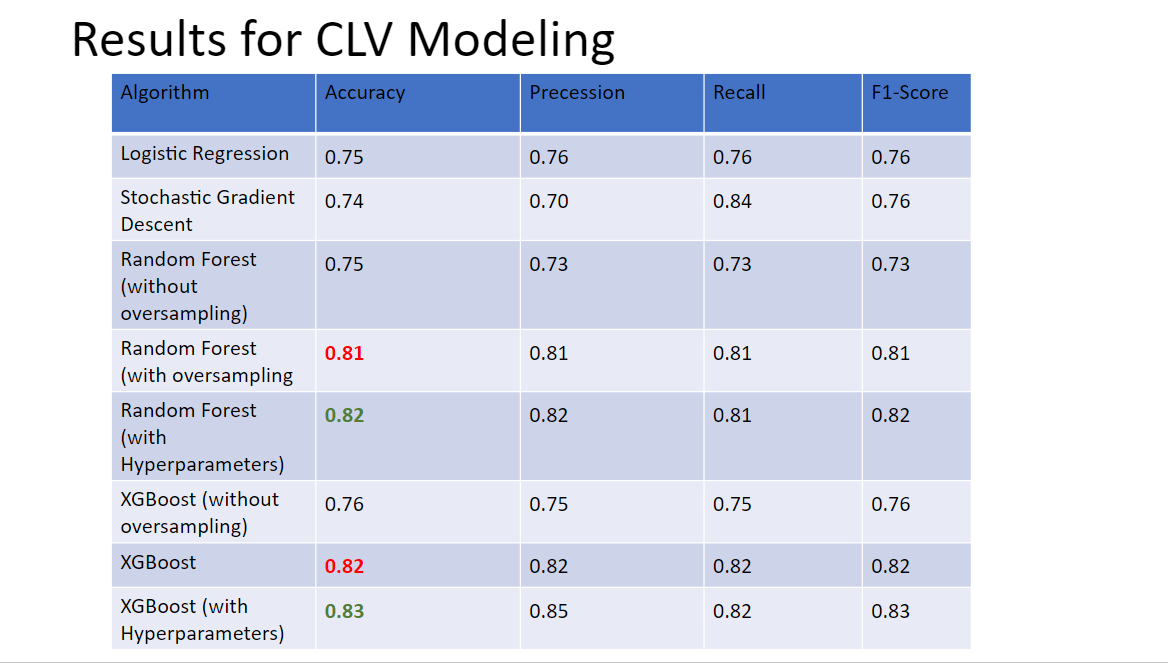 Results for CLV Modeling
Algorithm Accuracy Precession Recall F1-Score
Logistic Regression 0.75 0.76 0.76 0.76
Stochastic Gradient 0.74 0.70 0.84 0.76
Descent
Random Forest 0.75 0.73 0.73 0.73
(without
oversampling)
Random Forest 0.81 0.81 0.81 0.81
(with oversampling
Random Forest 0.82 0.82 0.81 0.82
(with
Hyperparameters)
XGBoost (without 0.76 0.75 0.75 0.76
oversampling)
XGBoost 0.82 0.82 0.82 0.82
XGBoost (with 0.83 0.85 0.82 0.83
Hyperparameters)